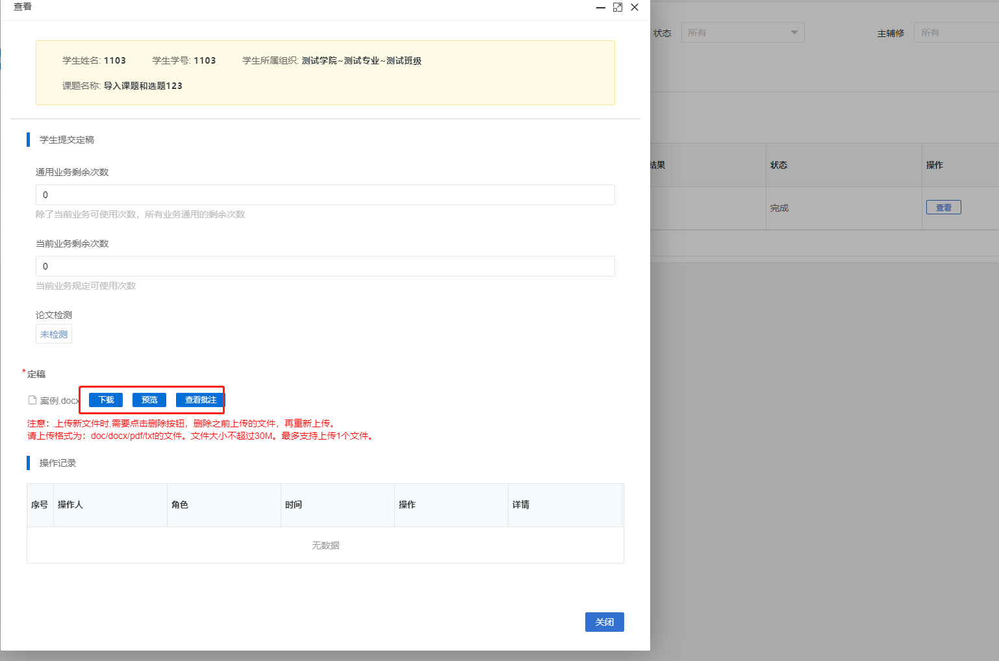 查看
状态 所有 主辅修 所有
学生姓名: 1103 学生学号: 1103 学生所属组织: 测试学院~测试专业~测试班级
课题名称: 导入课题和选题123
学生提交定稿
通用业务剩余次数
0
除了当前业务可使用次数，所有业务通用的剩余次数
当前业务剩余次数
0
当前业务规定可使用次数
论文检测
未检测
*定稿
案例.docx 下载 预览 查看批注
注意：上传新文件时,需要点击删除按钮，删除之前上传的文件，再重新上传。
请上传格式为：doc/docx/pdf/txt的文件。文件大小不超过30M。最多支持上传1个文件。
操作记录
序号 操作人 角色 时间 操作 详情
无数据
关闭
结果 状态 操作
完成 查看